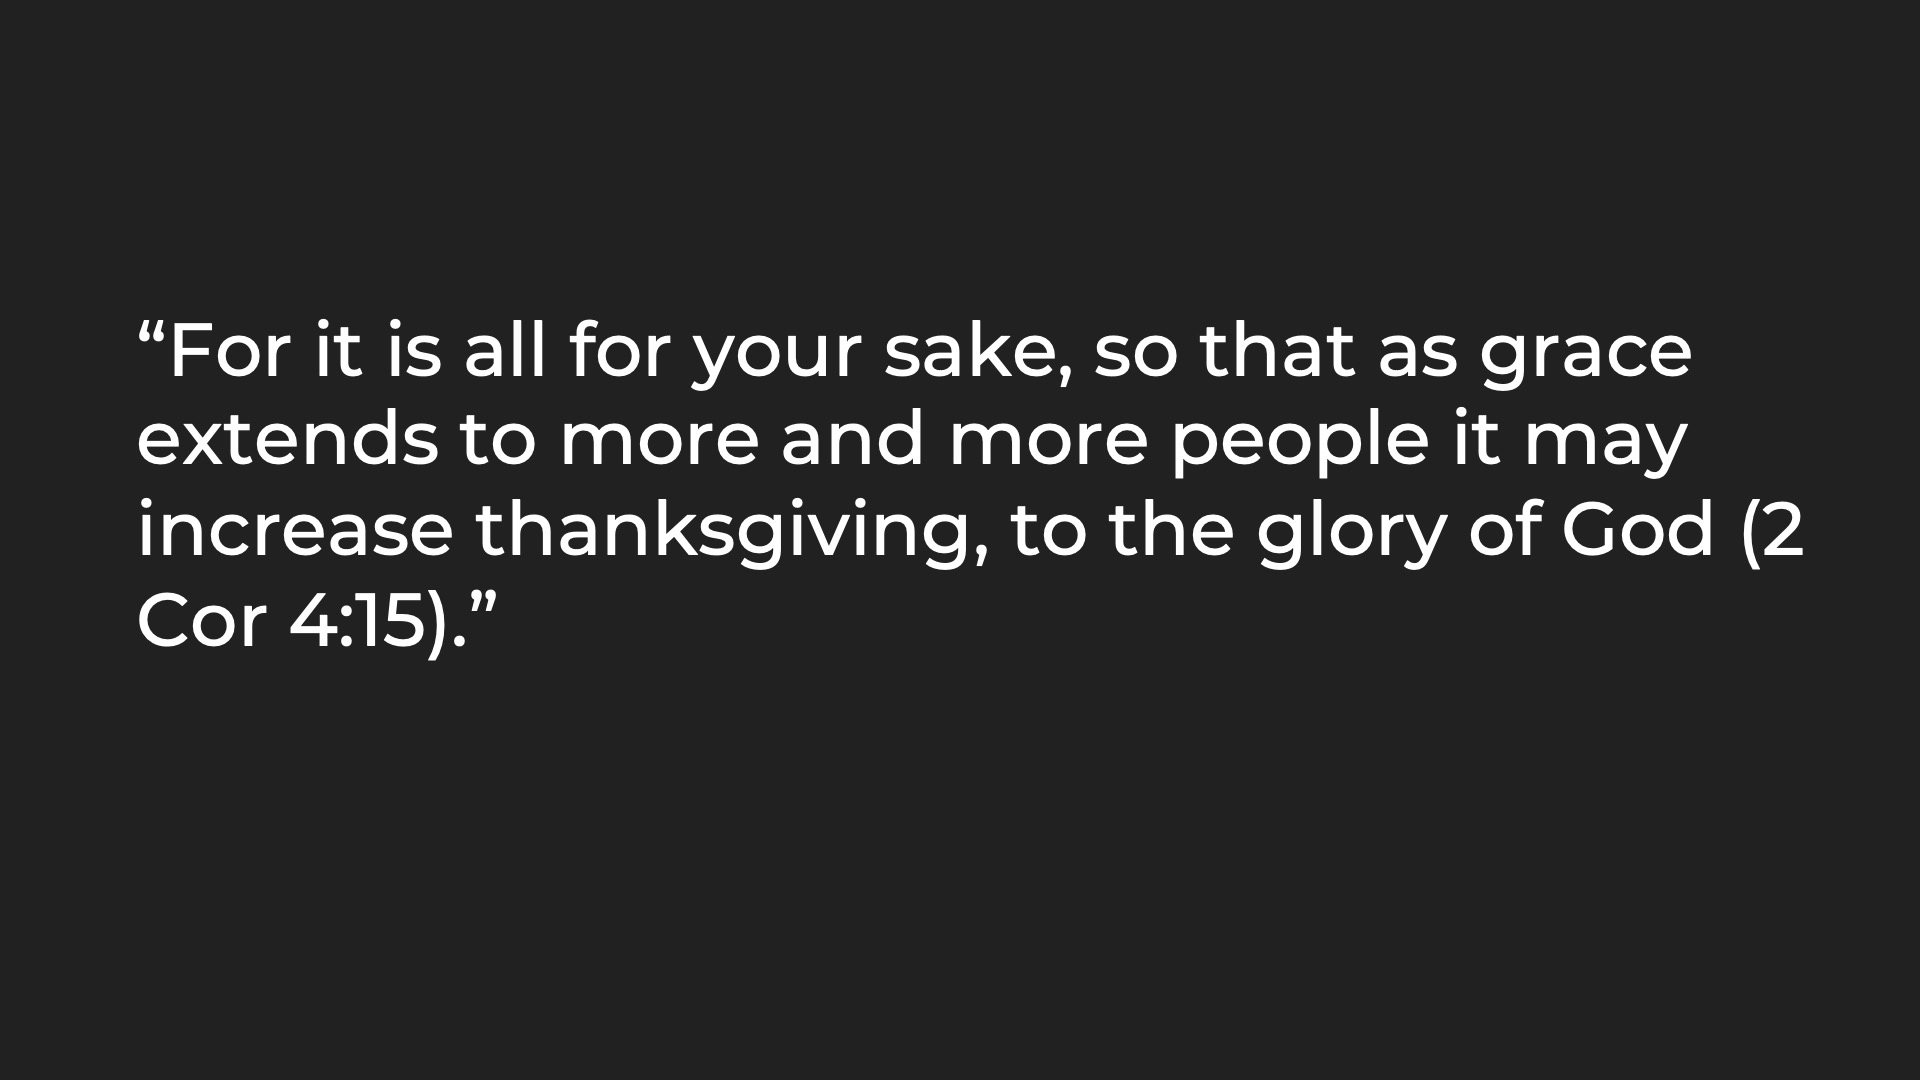 “For it is all for your sake, so that as grace
extends to more and more people it may
increase thanksgiving, to the glory of God (2
Cor 4:15).”